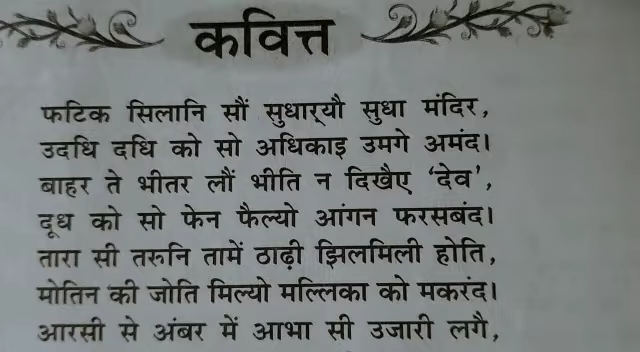 कवित्त
फटिक सिलानि सौं सुधार्‌यौ सुधा मंदिर,
उदधि दधि को सो अधिकाइ उमगे अमंद।
बाहर ते भीतर लौं भीति न दिखैए ‘देव’,
दूध को सो फेन फैल्यो आंगन फरसबंद।
तारा सी तरुनि तामें ठाढ़ी झिलमिली होति,
मोतिन की जोति मिल्यो मल्लिका को मकरंद।
आरसी से अंबर में आभा सी उजारी लगै,